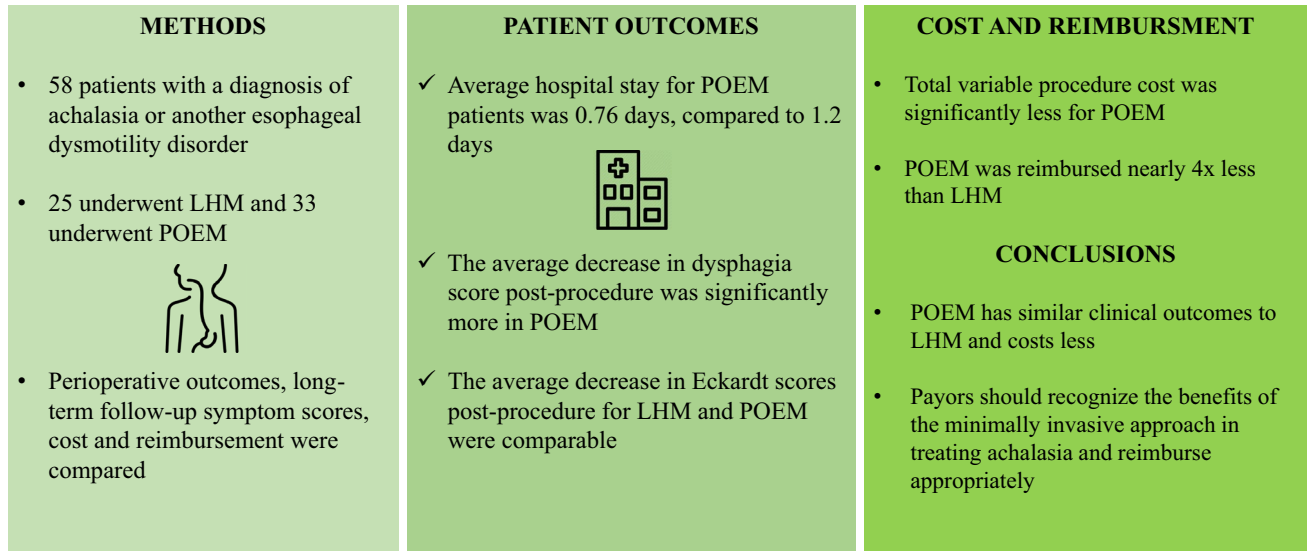 METHODS
• 58 patients with a diagnosis of
achalasia or another esophageal
dysmotility disorder
• 25 underwent LHM and 33
underwent POEM
• Perioperative outcomes, long-
term follow-up symptom scores,
cost and reimbursement were
compared
PATIENT OUTCOMES
✓ Average hospital stay for POEM
patients was 0.76 days, compared to 1.2
days
✓ The average decrease in dysphagia
score post-procedure was significantly
more in POEM
✓ The average decrease in Eckardt scores
post-procedure for LHM and POEM
were comparable
COST AND REIMBURSMENT
• Total variable procedure cost was
significantly less for POEM
• POEM was reimbursed nearly 4x less
than LHM
CONCLUSIONS
• POEM has similar clinical outcomes to
LHM and costs less
• Payors should recognize the benefits of
the minimally invasive approach in
treating achalasia and reimburse
appropriately